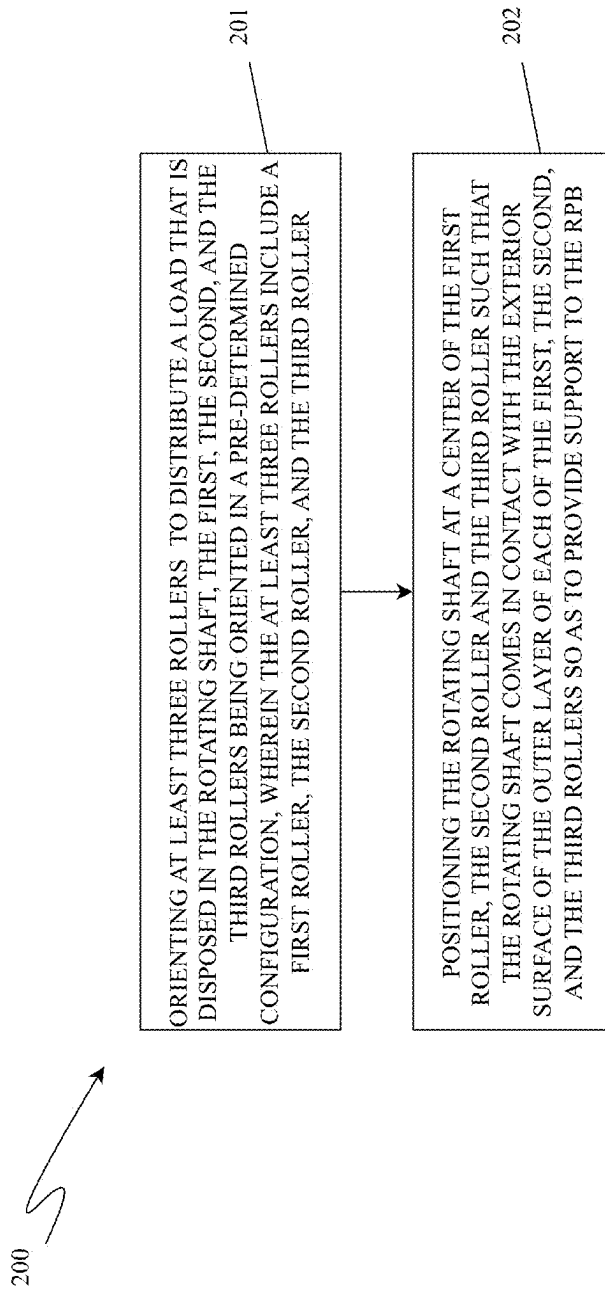 200
ORIENTING AT LEAST THREE ROLLERS TO DISTRIBUTE A LOAD THAT IS
DISPOSED IN THE ROTATING SHAFT, THE FIRST, THE SECOND, AND THE
THIRD ROLLERS BEING ORIENTED IN A PRE-DETERMINED
CONFIGURATION, WHEREIN THE AT LEAST THREE ROLLERS INCLUDE A
FIRST ROLLER, THE SECOND ROLLER, AND THE THIRD ROLLER
201
POSITIONING THE ROTATING SHAFT AT A CENTER OF THE FIRST
ROLLER, THE SECOND ROLLER AND THE THIRD ROLLER SUCH THAT
THE ROTATING SHAFT COMES IN CONTACT WITH THE EXTERIOR
SURFACE OF THE OUTER LAYER OF EACH OF THE FIRST, THE SECOND,
AND THE THIRD ROLLERS SO AS TO PROVIDE SUPPORT TO THE RPB
202